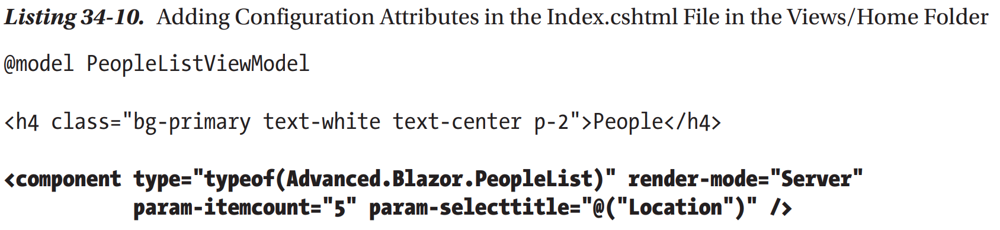 Listing 34-10. Adding Configuration Attributes in the Index.cshtml File in the Views/Home Folder
@model PeopleListViewModel
<h4 class="bg-primary text-white text-center p-2">People</h4>
<component type="typeof(Advanced.Blazor.PeopleList)" render-mode="Server"
param-itemcount="5" param-selecttitle="@("Location")" />